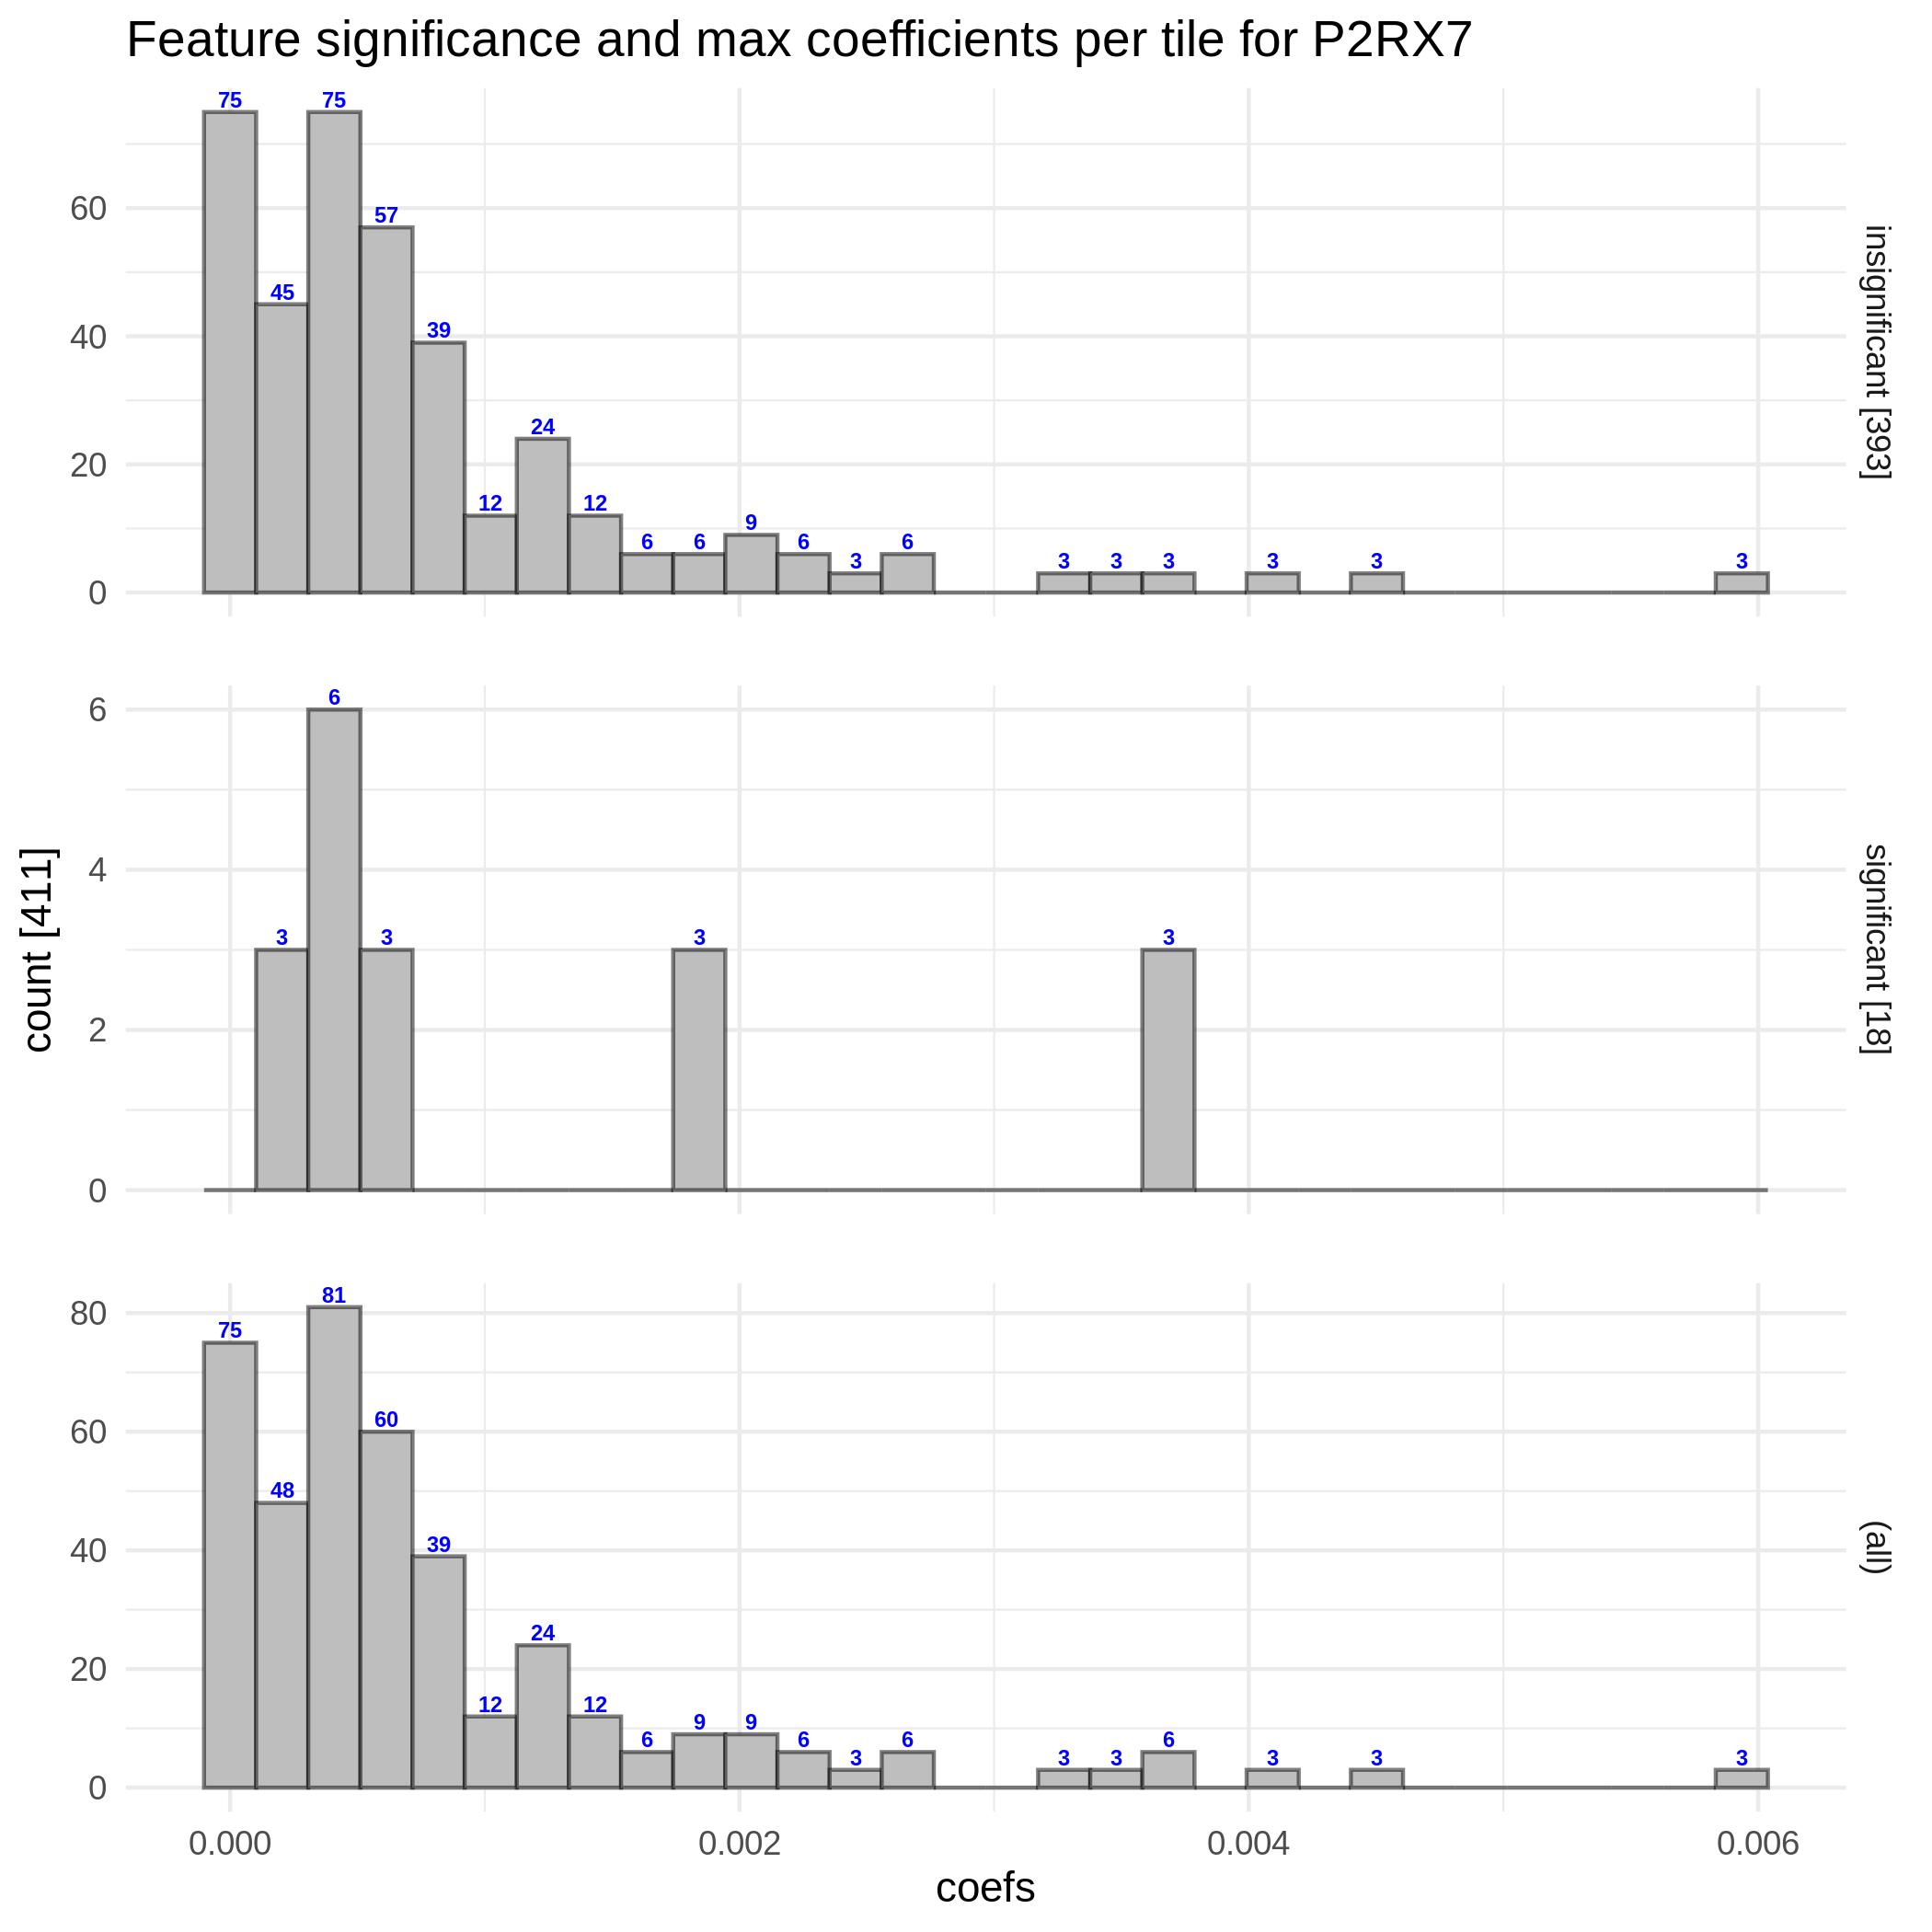 Feature significance and max coefficients per tile for P2RX7
75 75
57
45
39
24
12 12
6 6 9 6 3 6 3 3 3 3 3 3
60
40
20
0
insignificant [393]
6
3 3 3 3
6
4
2
0
significant [18]
count [411]
81
75
60
48
39
24
12 12
6 9 9 6 3 6 3 3 6 3 3 3
80
60
40
20
0
(all)
0.000 0.002 0.004 0.006
coefs